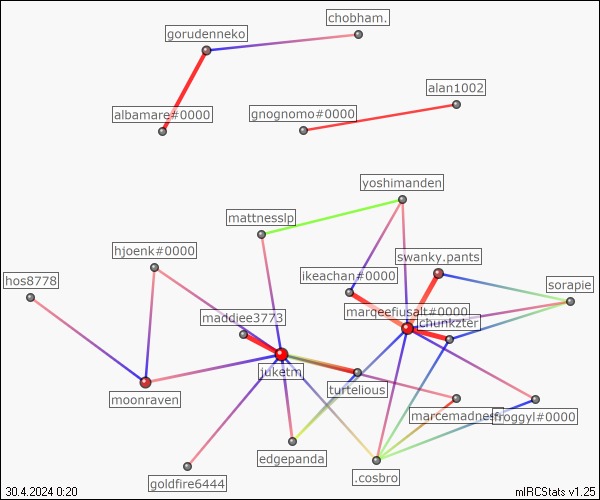 chobham.
gorudenneko
alan1002
albamare#0000
gnognomo#0000
yoshimanden
mattnesslp
hjoenk#0000
swanky.pants
ikeachan#0000
hos8778
sorapie
marqeefiusalt#0000
maddiee3773
chunkzter
juketm
turtelious
moonraven
marcemadness
froggyl#0000
edgepanda
.cosbro
goldfire6444
30.4.2024 0:20
mIRCStats v1.25